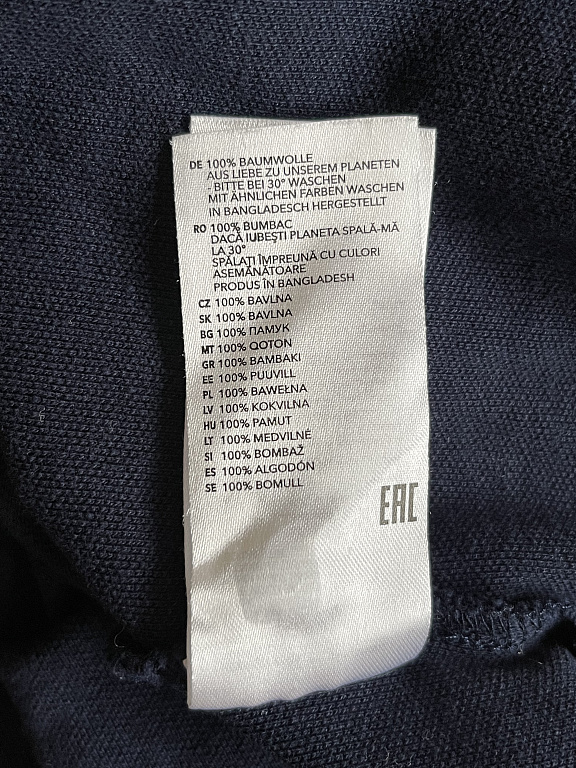 DE 100% BAUMWOLLE
AUS LIEBE ZU UNSEREM PLANETEN
- BITTE BEI 30° WASCHEN
MIT ÄHNLICHEN FARBEN WASCHEN
IN BANGLADESCH HERGESTELLT
RO 100% BUMBAC
DACĂ IUBEȘTI PLANETA SPALĂ-MĂ
LA 30°
SPĂLAȚI ÎMPREUNĂ CU CULORI
ASEMĂNĂTOARE
PRODUS ÎN BANGLADESH
CZ 100% BAVLNA
SK 100% BAVLNA
BG 100% ПАМУК
MT 100% QOTON
GR 100% BAMBAKI
EE 100% PUUVILL
PL 100% BAWEŁNA
LV 100% KOKVILNA
HU 100% PAMUT
LT 100% MEDVILNĖ
SI 100% BOMBAŽ
ES 100% ALGODÓN
SE 100% BOMULL
EAC